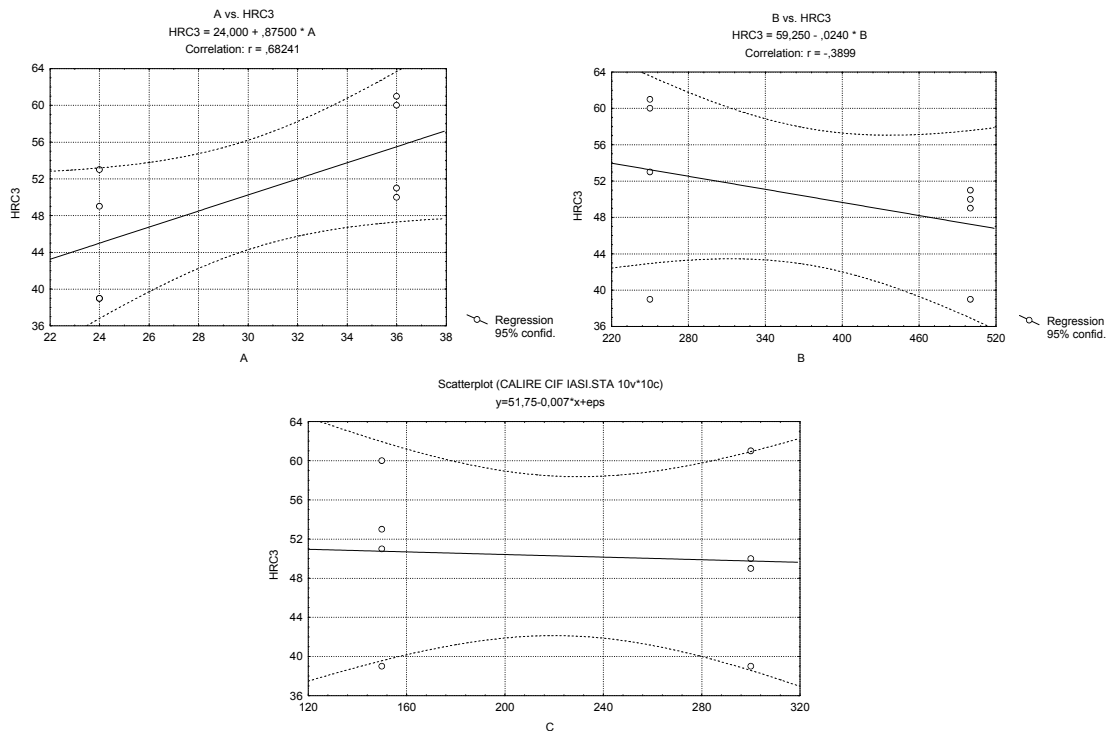 A vs. HRC3
HRC3 = 24,000 + ,87500 * A
Correlation: r = ,68241
HRC3
64
60
56
52
48
44
40
36
22 24 26 28 30 32 34 36 38
A
Regression
95% confid.
B vs. HRC3
HRC3 = 59,250 - ,0240 * B
Correlation: r = -,3899
HRC3
64
60
56
52
48
44
40
36
220 280 340 400 460 520
B
Regression
95% confid.
Scatterplot (CALIRE CIF IASI.STA 10v*10c)
y=51,75-0,007*x+eps
HRC3
64
60
56
52
48
44
40
36
120 160 200 240 280 320
C